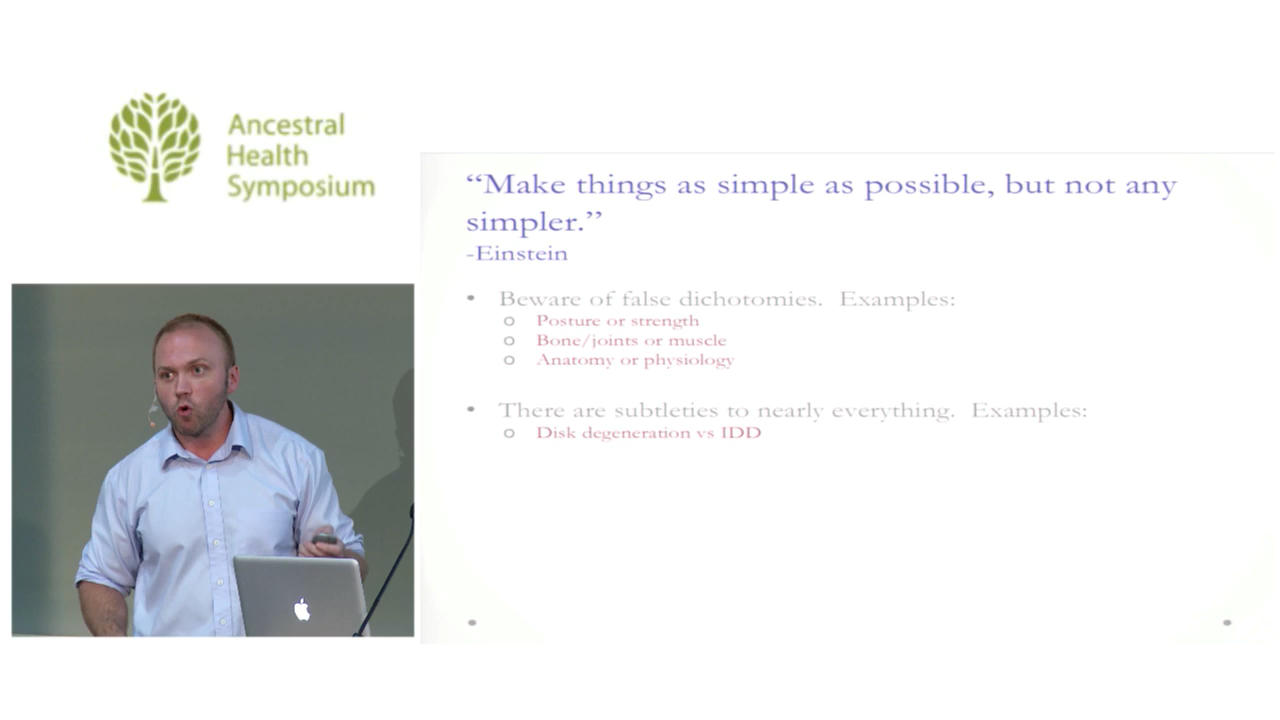 Ancestral
Health
Symposium
“Make things as simple as possible, but not any
simpler.”
-Einstein
• Beware of false dichotomies. Examples:
o Posture or strength
o Bone/joints or muscle
o Anatomy or physiology
• There are subtleties to nearly everything. Examples:
o Disk degeneration vs IDD